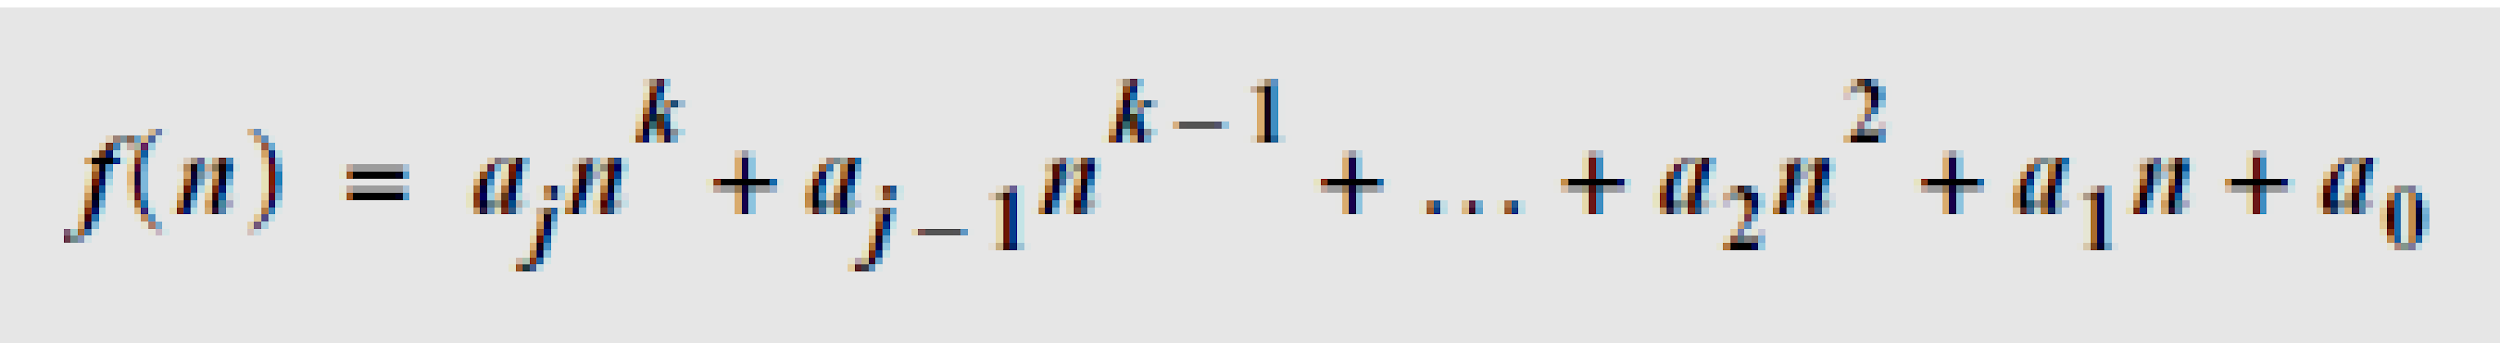 f(n) = a_j n^k + a_{j-1} n^{k-1} + ... + a_2 n^2 + a_1 n + a_0